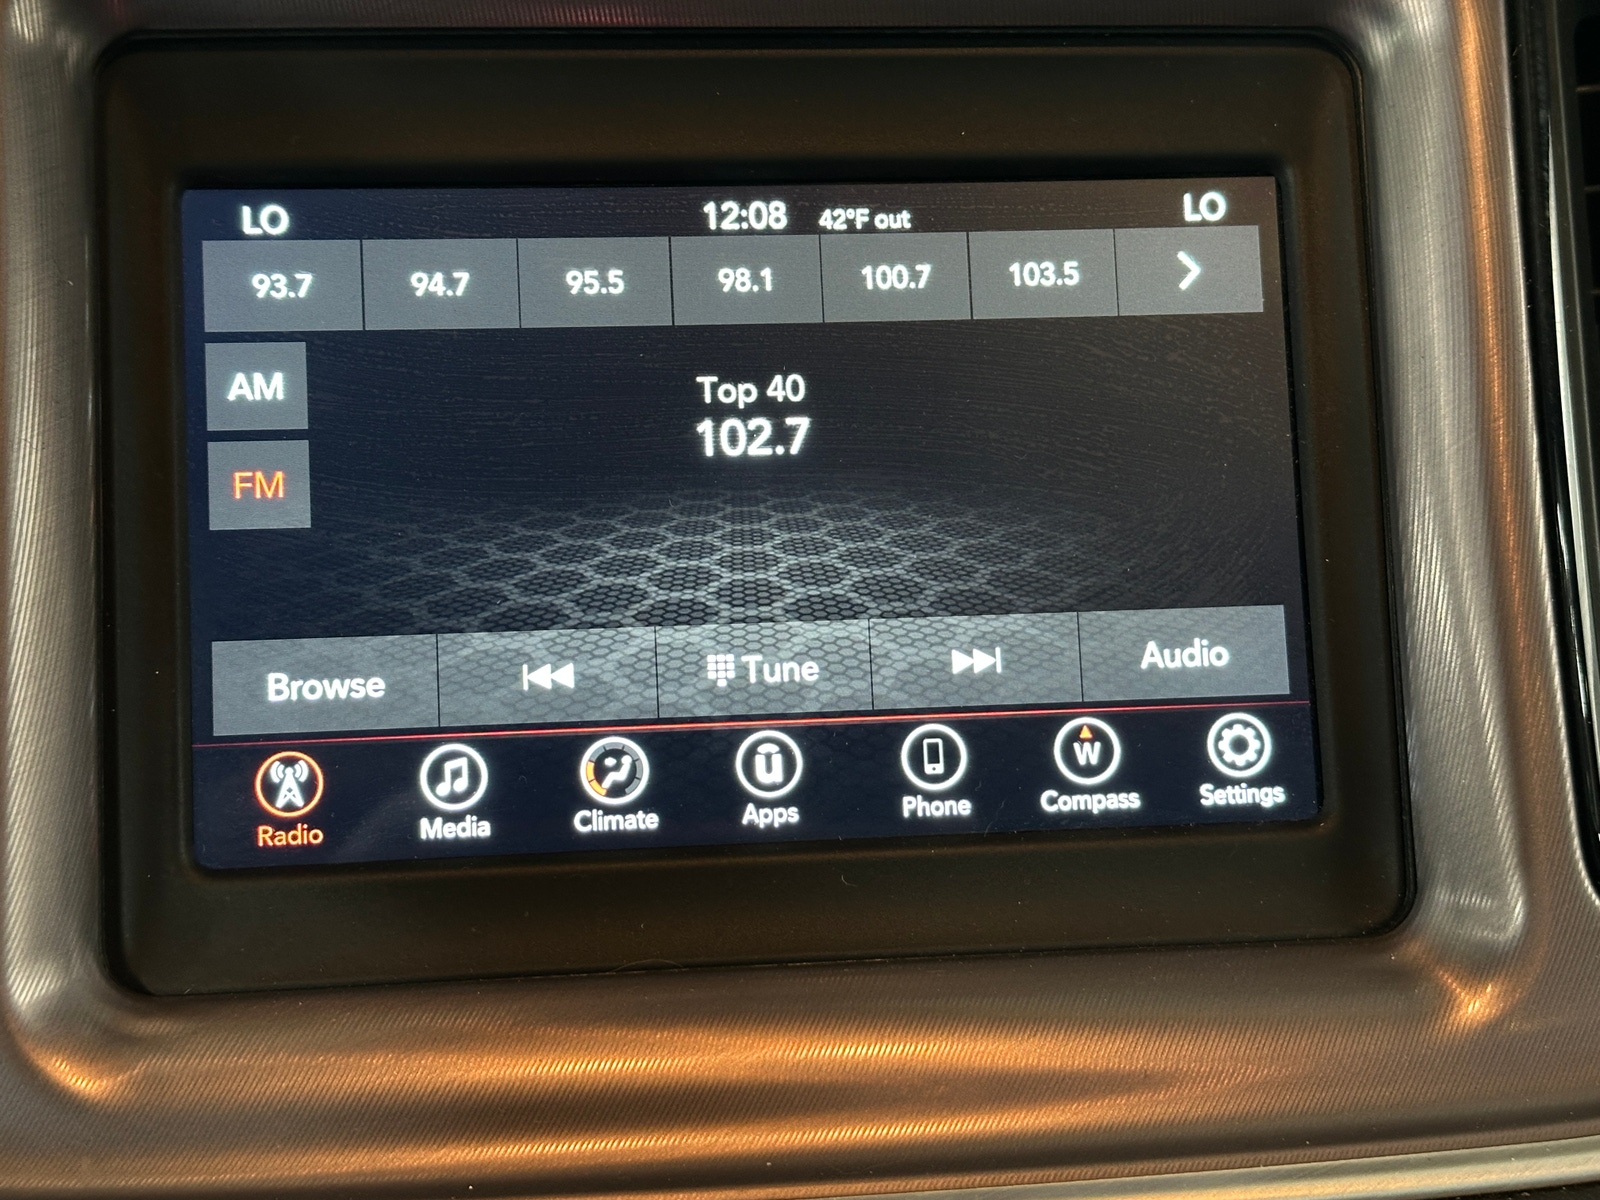 LO 12:08 42°F out LO
93.7 94.7 95.5 98.1 100.7 103.5
AM
Top 40
102.7
FM
Browse Tune Audio
ū W
Radio Media Climate Apps Phone Compass Settings